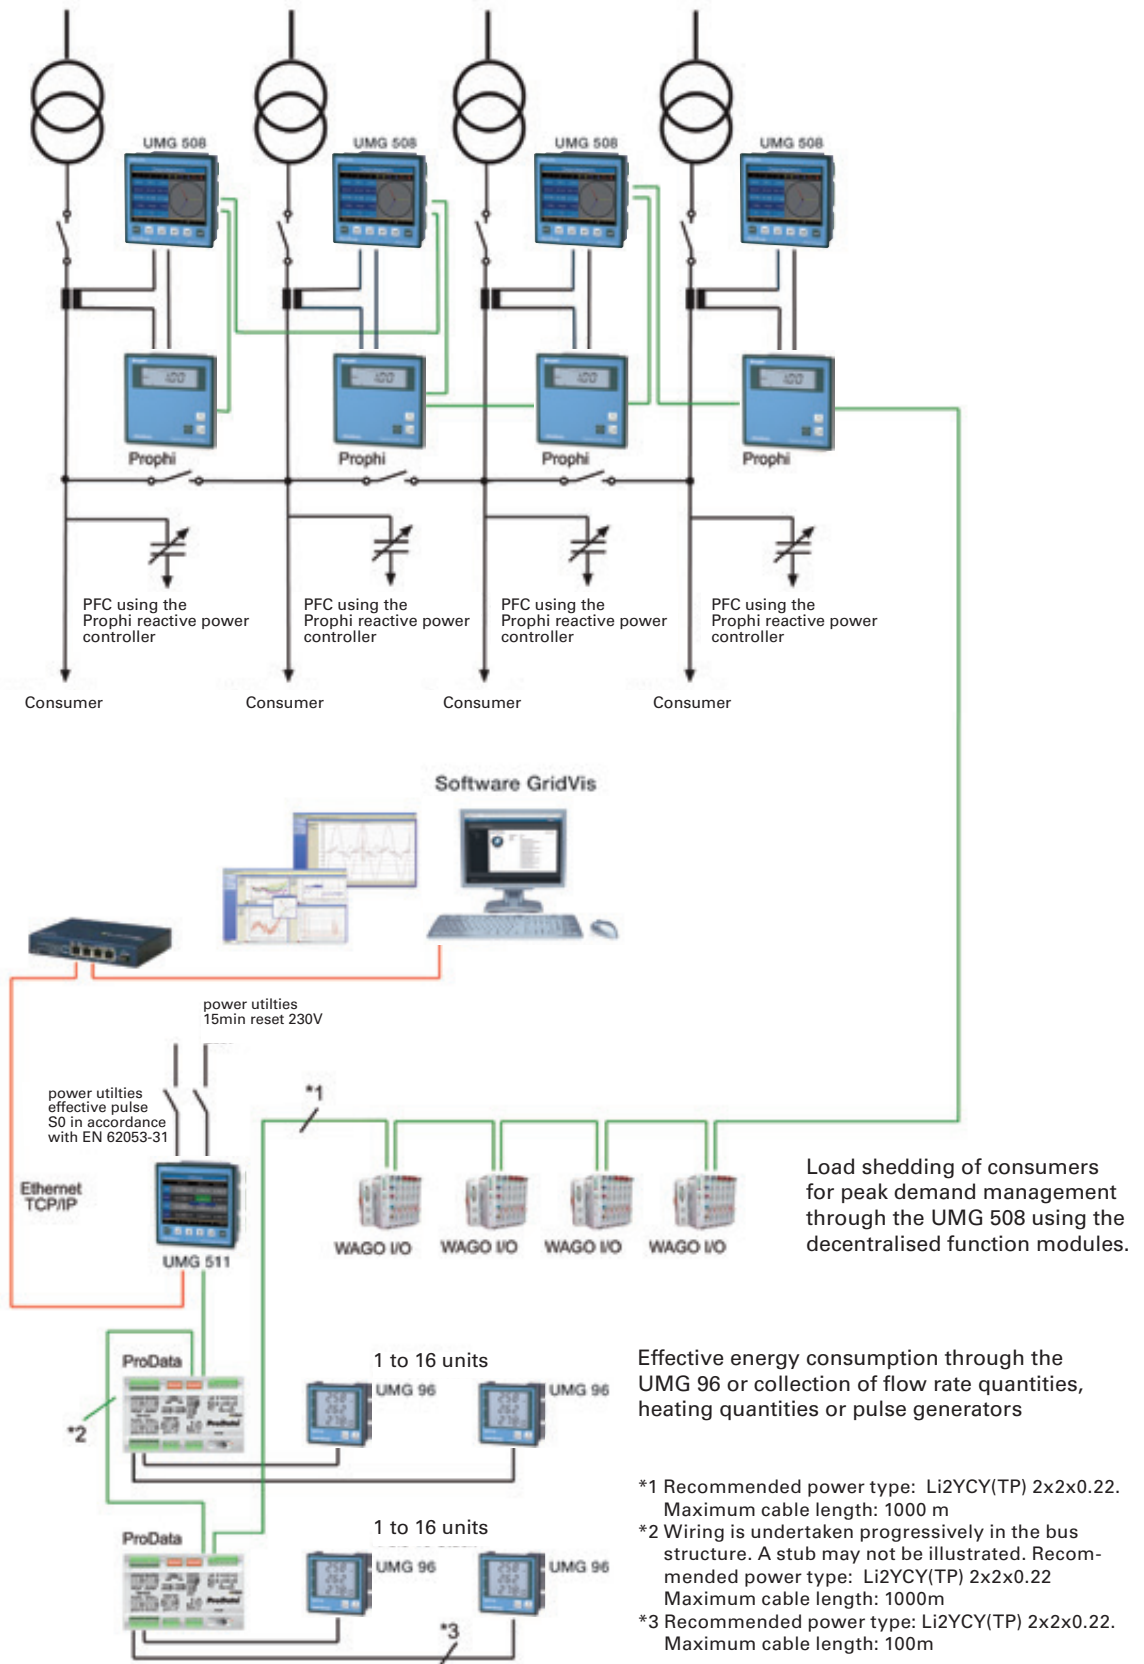 UMG 508
UMG 508
UMG 508
UMG 508
Prophi
Prophi
Prophi
Prophi
PFC using the
Prophi reactive power
controller
PFC using the
Prophi reactive power
controller
PFC using the
Prophi reactive power
controller
PFC using the
Prophi reactive power
controller
Consumer
Consumer
Consumer
Consumer
Software GridVis
power utilties
15min reset 230V
power utilties
effective pulse
S0 in accordance
with EN 62053-31
*1
Ethernet
TCP/IP
UMG 511
WAGO I/O
WAGO I/O
WAGO I/O
WAGO I/O
Load shedding of consumers
for peak demand management
through the UMG 508 using the
decentralised function modules.
ProData
1 to 16 units
UMG 96
UMG 96
*2
ProData
Effective energy consumption through the
UMG 96 or collection of flow rate quantities,
heating quantities or pulse generators
ProData
1 to 16 units
UMG 96
UMG 96
*3
ProData
*1 Recommended power type: Li2YCY(TP) 2x2x0.22.
Maximum cable length: 1000 m
*2 Wiring is undertaken progressively in the bus
structure. A stub may not be illustrated. Recom-
mended power type: Li2YCY(TP) 2x2x0.22
Maximum cable length: 1000m
*3 Recommended power type: Li2YCY(TP) 2x2x0.22.
Maximum cable length: 100m